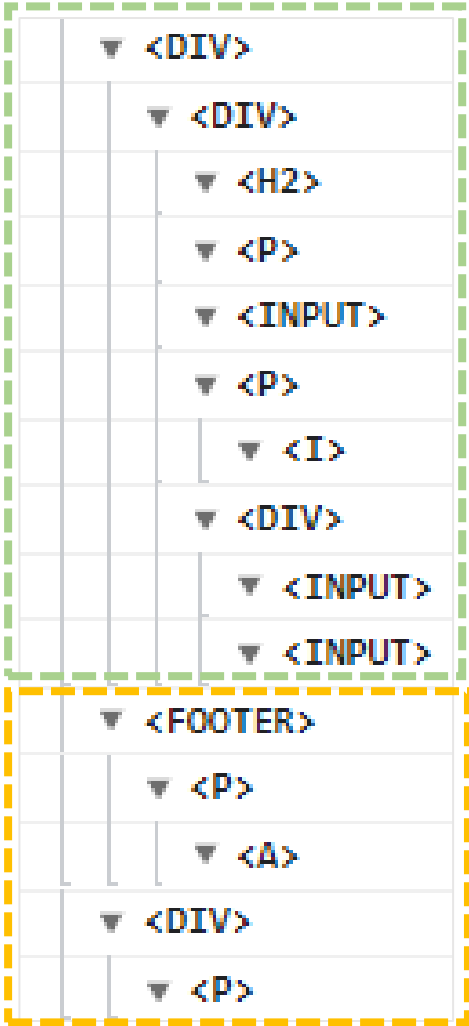 <DIV>
<DIV>
<H2>
<P>
<INPUT>
<P>
<I>
<DIV>
<INPUT>
<INPUT>
<FOOTER>
<P>
<A>
<DIV>
<P>